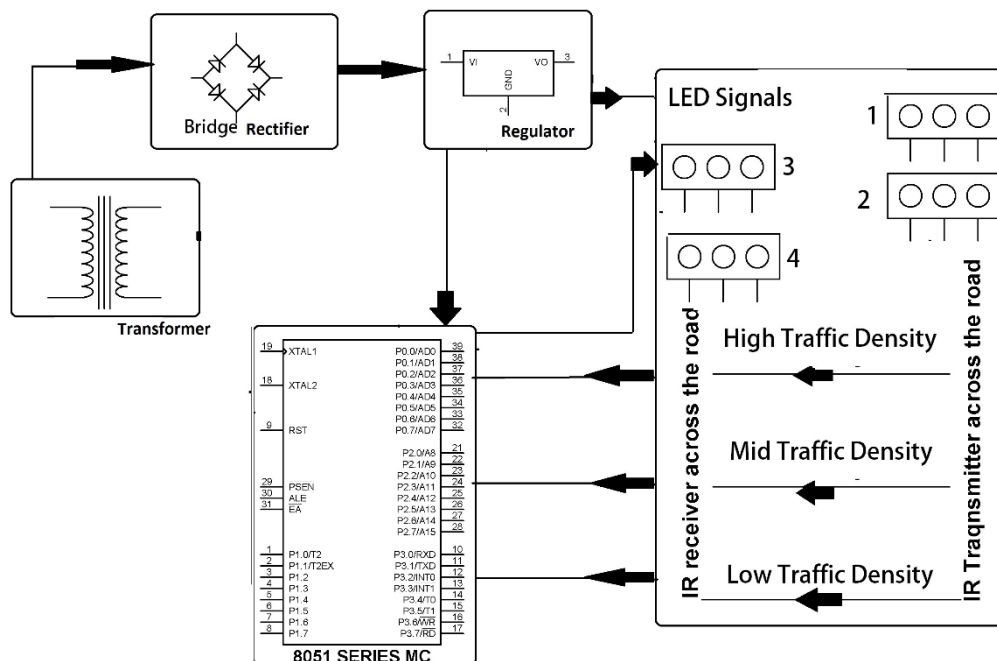 Bridge Rectifier
1
VI
VO
3
GND
2
Regulator
Transformer
LED Signals
1
3
2
4
High Traffic Density
Mid Traffic Density
Low Traffic Density
IR receiver across the road
IR Traqnsmitter across the road
19 XTAL1
18 XTAL2
9 RST
29 PSEN
30 ALE
31 EA
1 P1.0/T2
2 P1.1/T2EX
3 P1.2
4 P1.3
5 P1.4
6 P1.5
7 P1.6
8 P1.7
P0.0/AD0 39
P0.1/AD1 38
P0.2/AD2 37
P0.3/AD3 36
P0.4/AD4 35
P0.5/AD5 34
P0.6/AD6 33
P0.7/AD7 32
P2.0/A8 21
P2.1/A9 22
P2.2/A10 23
P2.3/A11 24
P2.4/A12 25
P2.5/A13 26
P2.6/A14 27
P2.7/A15 28
P3.0/RXD 10
P3.1/TXD 11
P3.2/INT0 12
P3.3/INT1 13
P3.4/T0 14
P3.5/T1 15
P3.6/WR 16
P3.7/RD 17
8051 SERIES MC